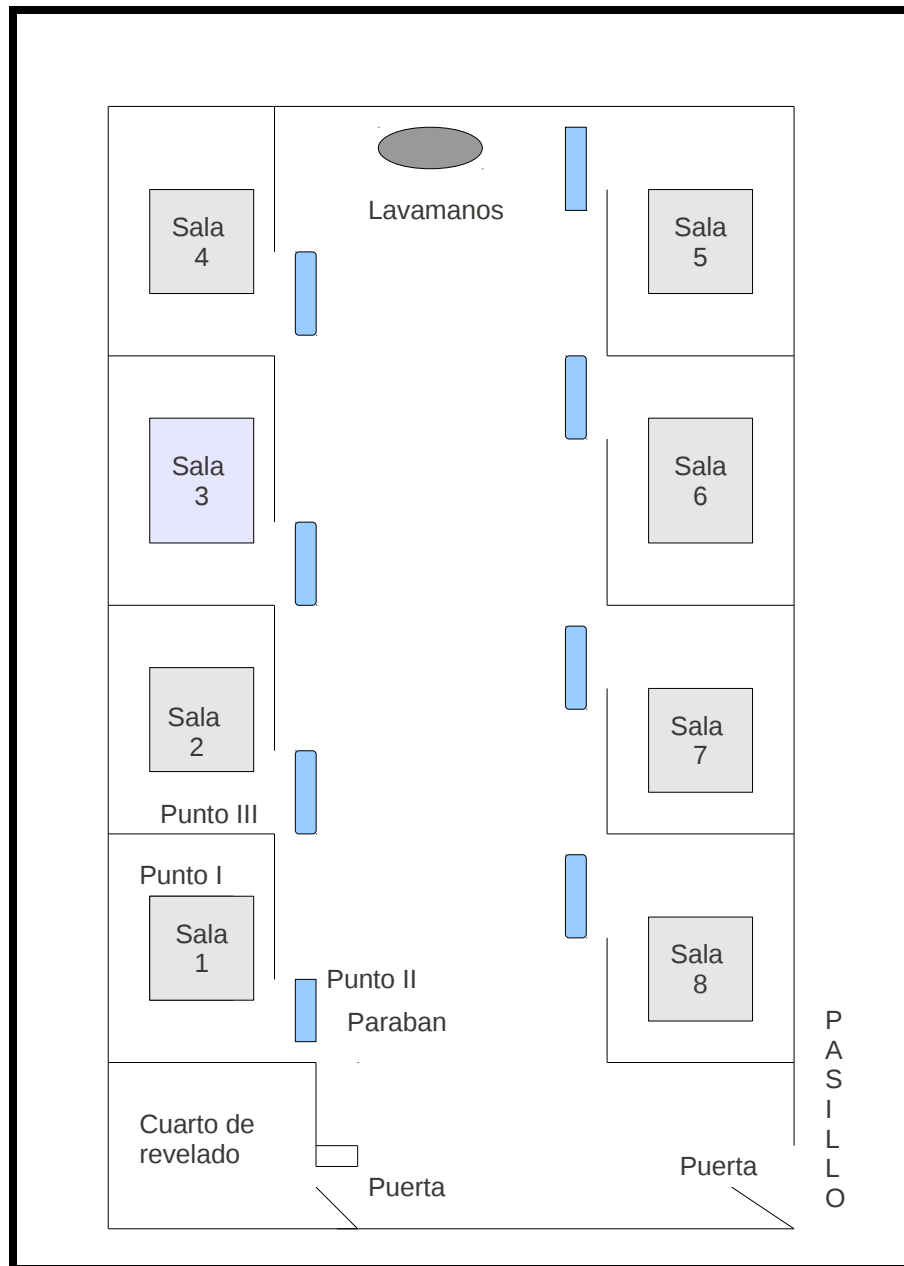 Lavamanos
Sala
4
Sala
5
Sala
3
Sala
6
Sala
2
Sala
7
Punto III
Punto I
Sala
1
Punto II
Paraban
Sala
8
P
A
S
I
L
L
O
Cuarto de
revelado
Puerta
Puerta